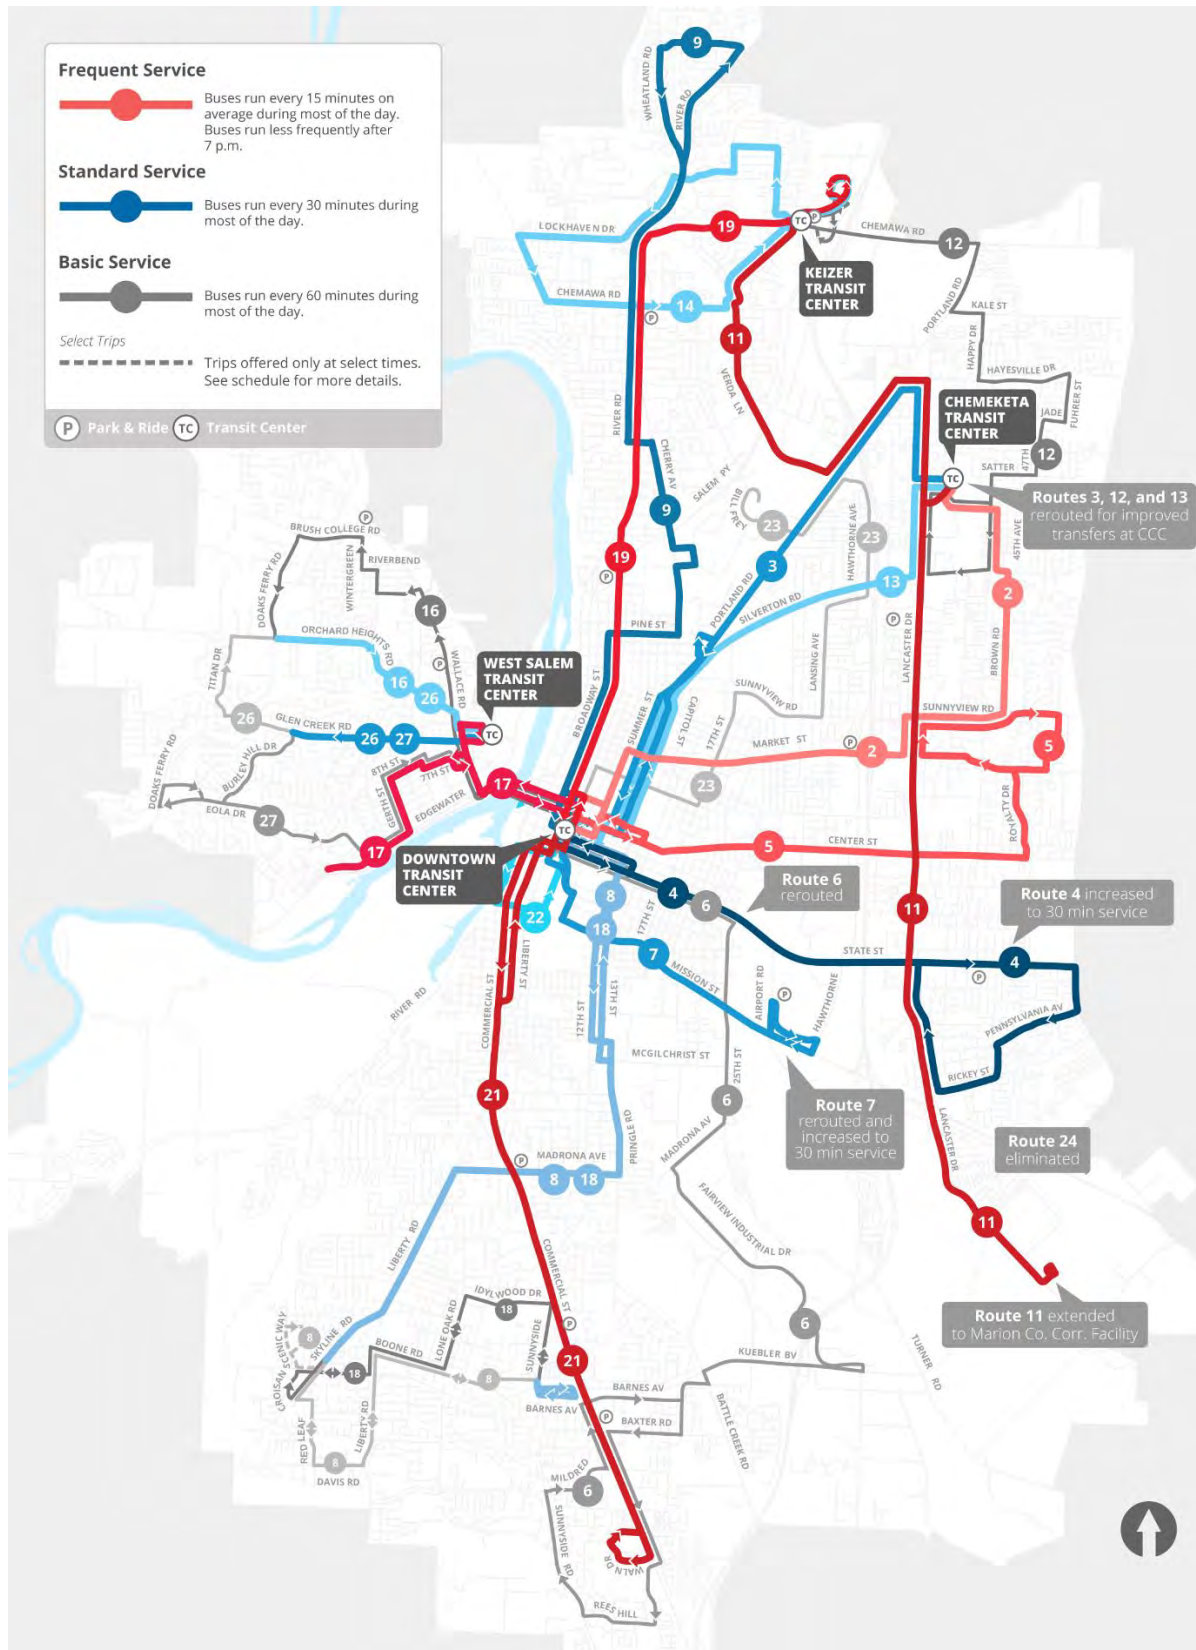 Frequent Service
Buses run every 15 minutes on
average during most of the day.
Buses run less frequently after
7 p.m.
Standard Service
Buses run every 30 minutes during
most of the day.
Basic Service
Buses run every 60 minutes during
most of the day.
Select Trips
Trips offered only at select times.
See schedule for more details.
P Park & Ride TC Transit Center
9
WHEATLAND RD
RIVER RD
LOCKHAVEN DR
19
TC
P
CHEMAWA RD
12
KEIZER
TRANSIT
CENTER
CHEMAWA RD
14
P
PORTLAND RD
KALE ST
11
HAPPY DR
HAYESVILLE DR
VERDA LN
FUHRER ST
JADE
CHEMEKETA
TRANSIT
CENTER
RIVER RD
CHERRY AV
SALEM PY
47TH
12
SATTER
TC
Routes 3, 12, and 13
rerouted for improved
transfers at CCC
BILL FREY
23
HAWTHORNE AVE
23
9
P
BRUSH COLLEGE RD
RIVERBEND
WINTERGREEN
DOAKS FERRY RD
45TH AVE
19
P
3
PORTLAND RD
13
SILVERTON RD
2
16
P
LANCASTER DR
PINE ST
ORCHARD HEIGHTS RD
WALLACE RD
BROWN RD
TITAN DR
WEST SALEM
TRANSIT
CENTER
TC
16
26
LANSING AVE
SUNNYVIEW RD
BROADWAY ST
SUMMER ST
CAPITOL ST
17TH ST
SUNNYVIEW RD
26
GLEN CREEK RD
26
27
MARKET ST
P
2
5
DOAKS FERRY RD
BURLEY HILL DR
8TH ST
7TH ST
17
23
GERTH ST
EDGEWATER
EOLA DR
27
ROYALTY DR
TC
17
5
CENTER ST
DOWNTOWN
TRANSIT
CENTER
Route 6
rerouted
Route 4 increased
to 30 min service
4
6
8
22
18
17TH ST
11
LIBERTY ST
7
STATE ST
4
P
MISSION ST
AIRPORT RD
P
HAWTHORNE
RIVER RD
COMMERCIAL ST
12TH ST
13TH ST
PENNSYLVANIA AV
MCGILCHRIST ST
25TH ST
RICKEY ST
21
6
Route 7
rerouted and
increased to
30 min service
PRINGLE RD
MADRONA AV
LANCASTER DR
Route 24
eliminated
P
MADRONA AVE
8
18
FAIRVIEW INDUSTRIAL DR
11
LIBERTY RD
COMMERCIAL ST
IDYLWOOD DR
18
P
Route 11 extended
to Marion Co. Corr. Facility
CROISAN SCENIC WAY
8
SKYLINE RD
LONE OAK RD
BOONE RD
SUNNYSIDE
6
TURNER RD
18
8
21
KUEBLER BV
BARNES AV
BARNES AV
P
BAXTER RD
BATTLE CREEK RD
RED LEAF
LIBERTY RD
8
DAVIS RD
MILDRED
6
SUNNYSIDE RD
WALN DR
REES HILL